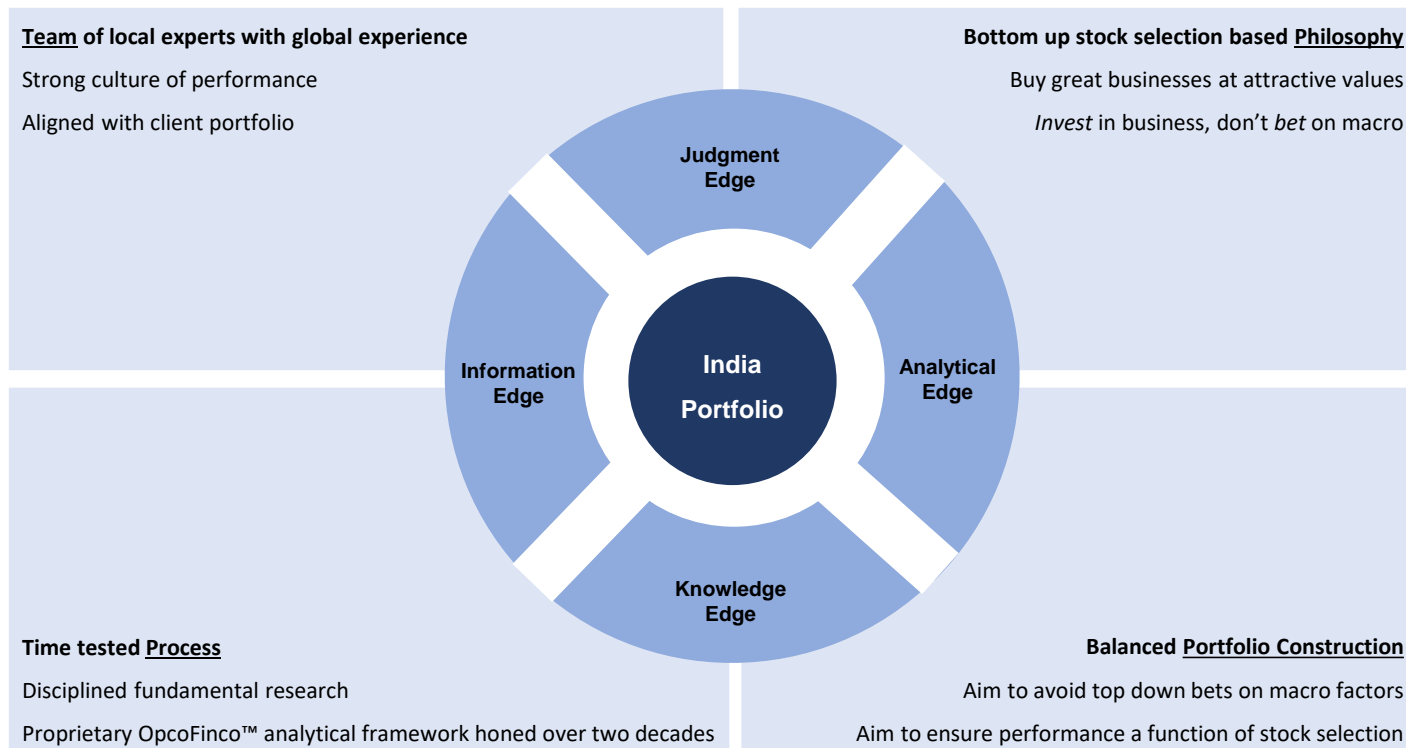 Team of local experts with global experience
Strong culture of performance
Aligned with client portfolio
Bottom up stock selection based Philosophy
Buy great businesses at attractive values
Invest in business, don’t bet on macro
Judgment
Edge
Information
Edge
India
Portfolio
Analytical
Edge
Knowledge
Edge
Time tested Process
Disciplined fundamental research
Proprietary OpcoFinco™ analytical framework honed over two decades
Balanced Portfolio Construction
Aim to avoid top down bets on macro factors
Aim to ensure performance a function of stock selection